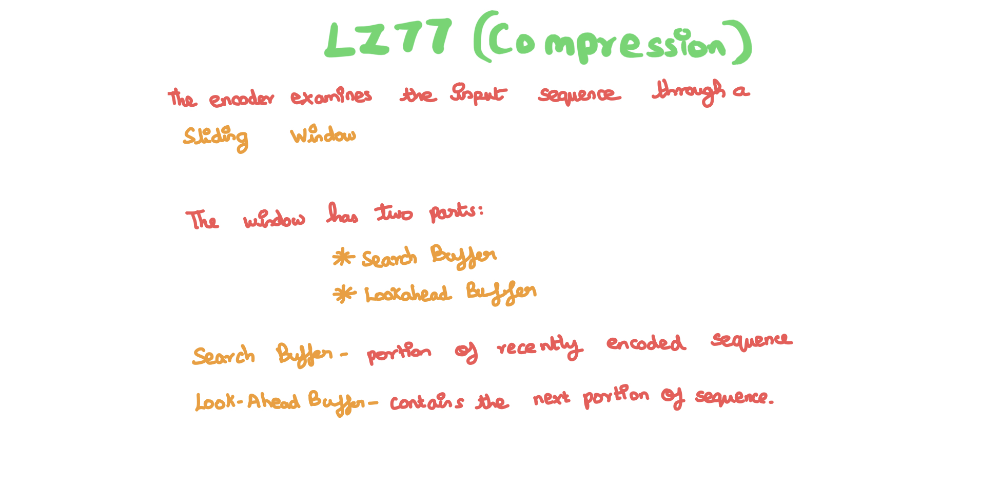 LZ77 (Compression)
The encoder examines the input sequence through a
Sliding Window
The window has two parts:
* Search Buffer
* Lookahead Buffer
Search Buffer - portion of recently encoded sequence
Look-Ahead Buffer - contains the next portion of sequence.